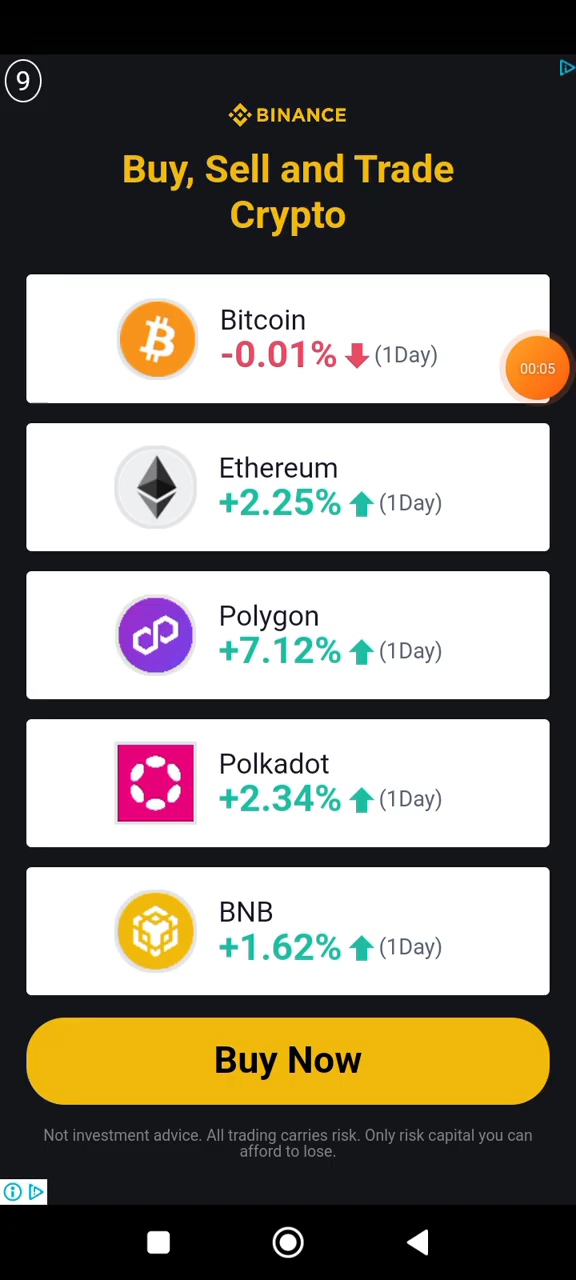 9
BINANCE
Buy, Sell and Trade
Crypto
Bitcoin
-0.01% (1Day)
00:05
Ethereum
+2.25% (1Day)
Polygon
+7.12% (1Day)
Polkadot
+2.34% (1Day)
BNB
+1.62% (1Day)
Buy Now
Not investment advice. All trading carries risk. Only risk capital you can
afford to lose.